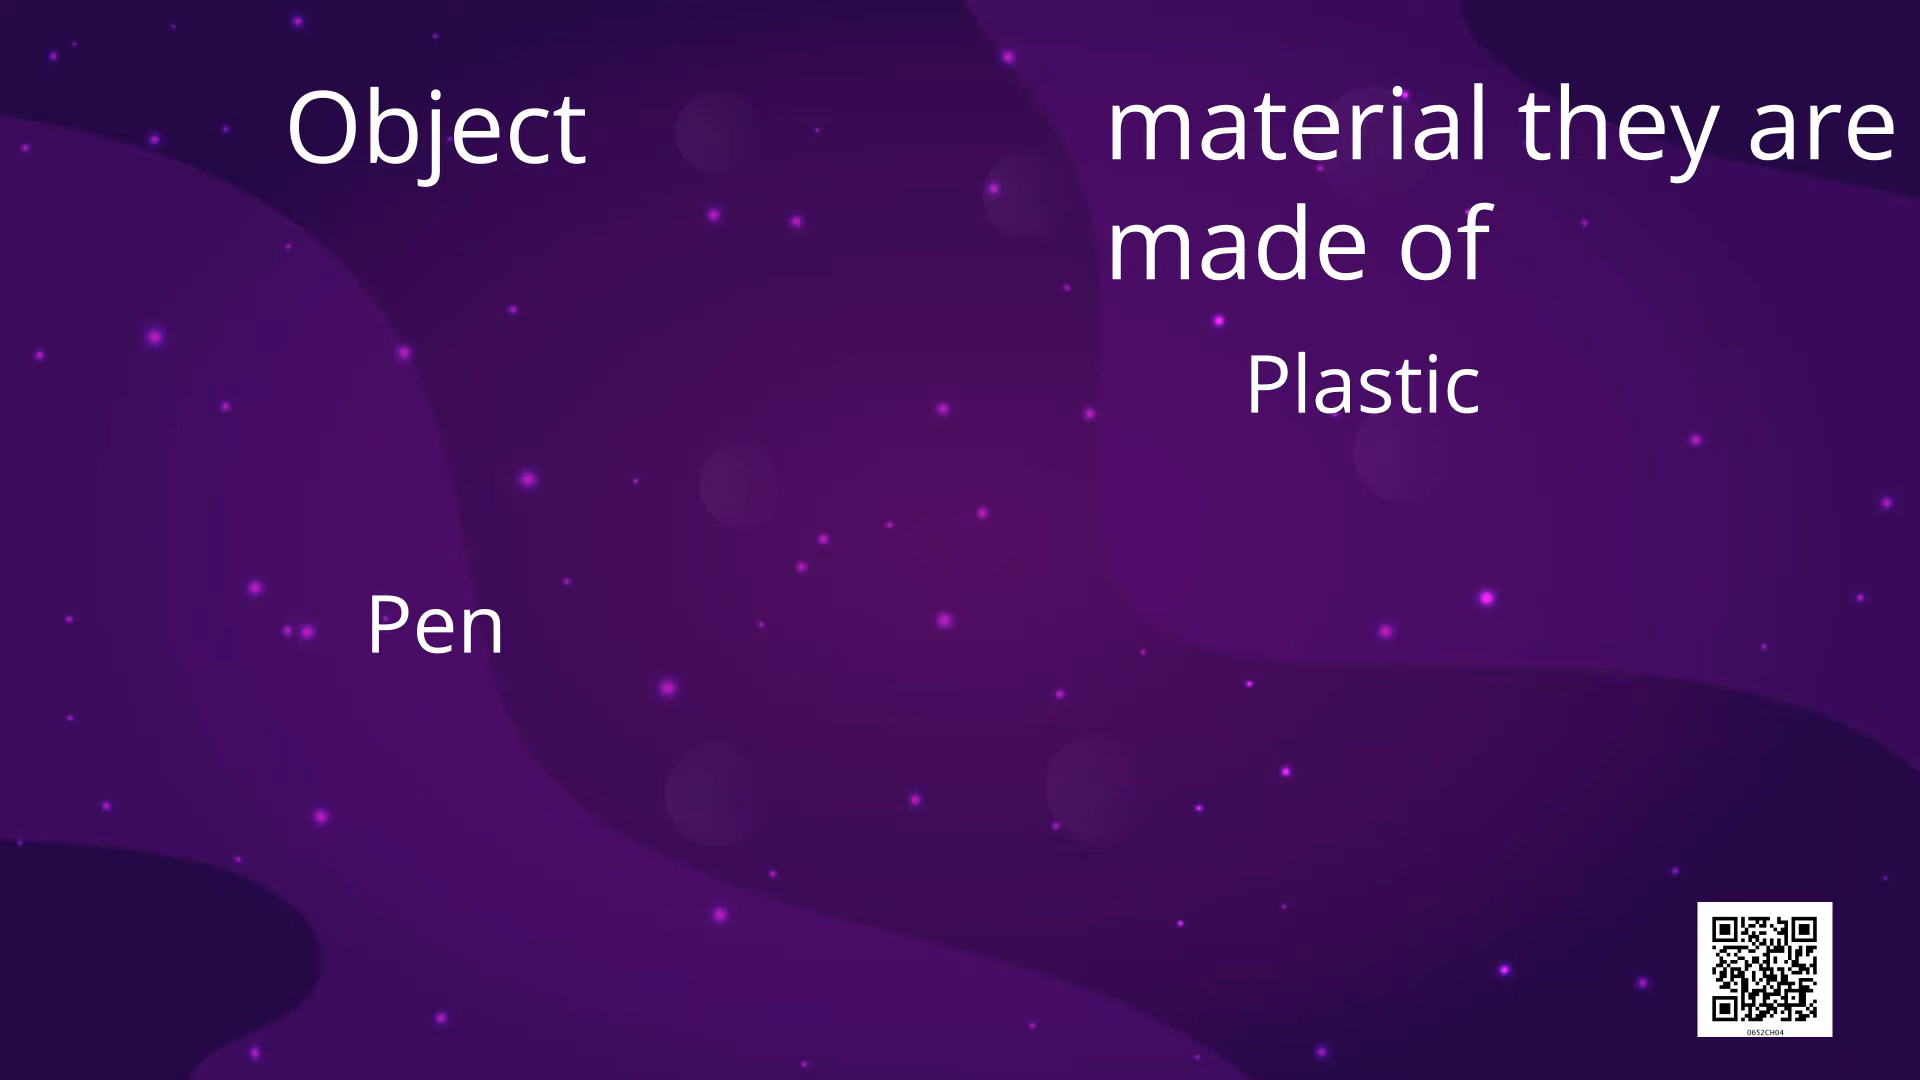 Object
material they are
made of
Plastic
Pen
0652CH04